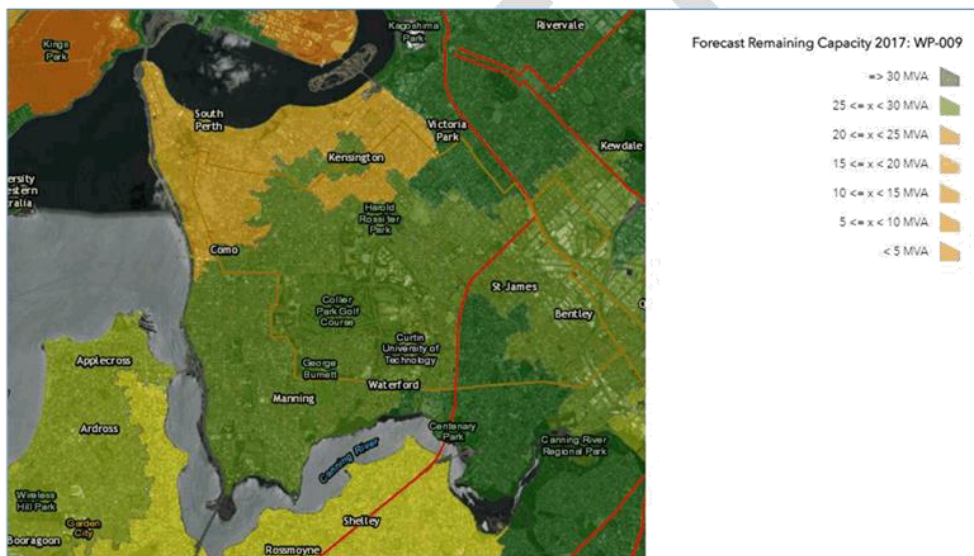 Kagoshima
Park
Rivervale
Kings
Park
South
Perth
Victoria
Park
Kensington
Kewdale
ersity
estern
ralia
Harold
Rossiter
Park
Como
St James
Collier
Park Golf
Course
Bentley
Curtin
University of
Technology
Applecross
George
Burnett
Waterford
Manning
Ardross
Centenary
Park
Canning River
Regional Park
Canning River
Wireless
Hill Park
Garden
City
Shelley
Booragoon
Rossmoyne
Forecast Remaining Capacity 2017: WP-009
=> 30 MVA
25 <= x < 30 MVA
20 <= x < 25 MVA
15 <= x < 20 MVA
10 <= x < 15 MVA
5 <= x < 10 MVA
< 5 MVA